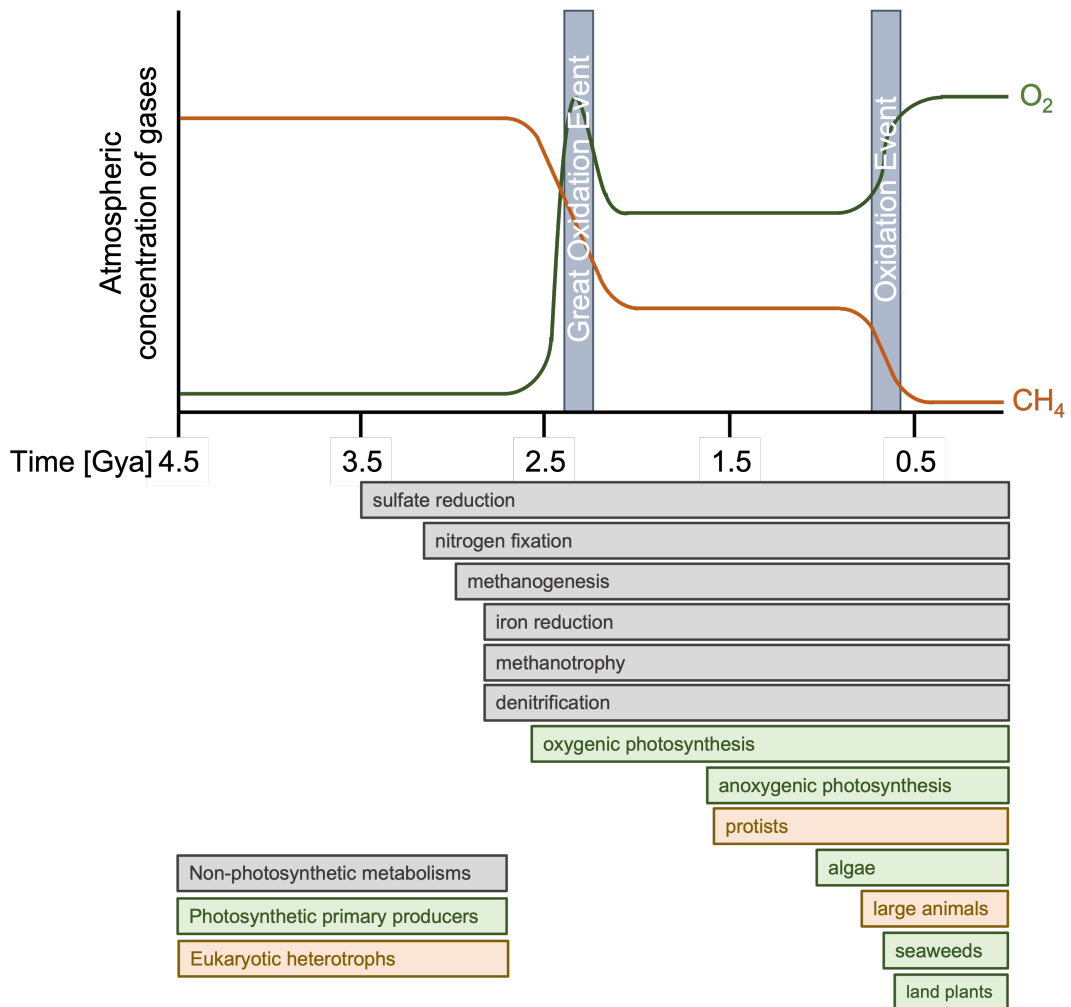 Atmospheric
concentration of gases
Great Oxidation Event
Oxidation Event
O₂
CH₄
Time [Gya] 4.5 3.5 2.5 1.5 0.5
sulfate reduction
nitrogen fixation
methanogenesis
iron reduction
methanotrophy
denitrification
oxygenic photosynthesis
anoxygenic photosynthesis
protists
algae
large animals
seaweeds
land plants
Non-photosynthetic metabolisms
Photosynthetic primary producers
Eukaryotic heterotrophs